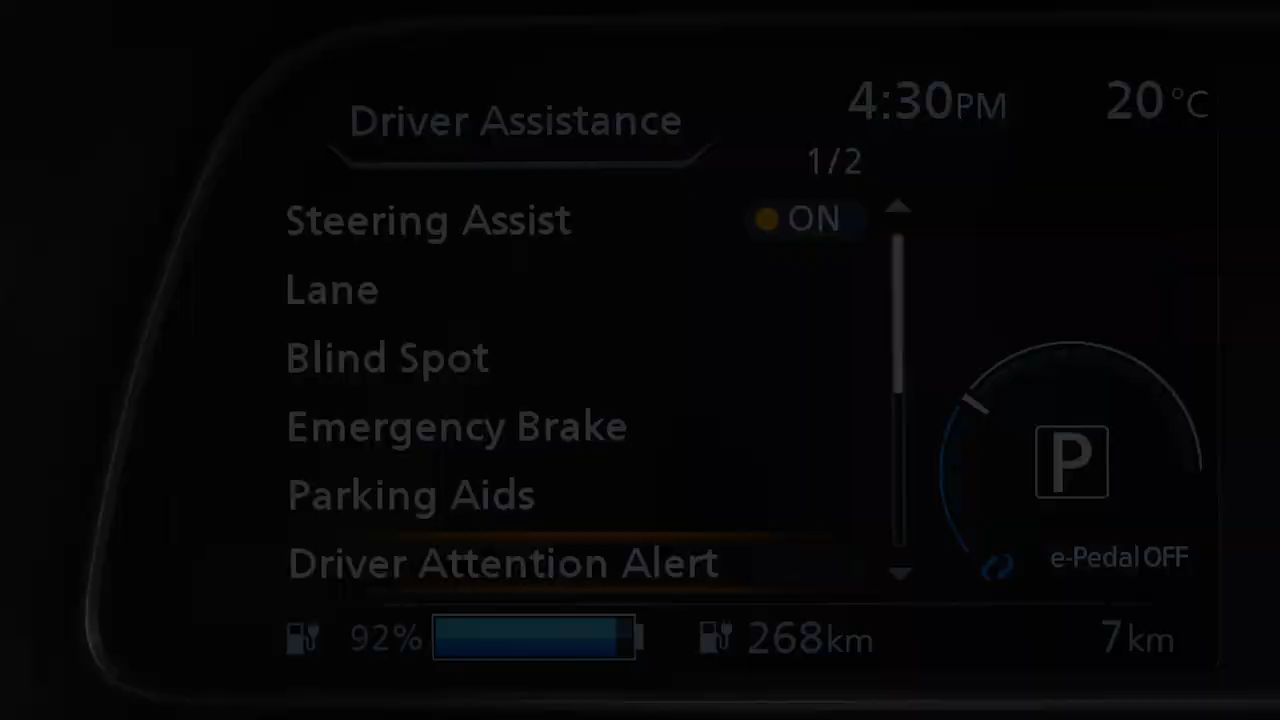 Driver Assistance
4:30PM
20°C
1/2
Steering Assist
ON
Lane
Blind Spot
Emergency Brake
Parking Aids
Driver Attention Alert
P
e-Pedal OFF
92%
268km
7km